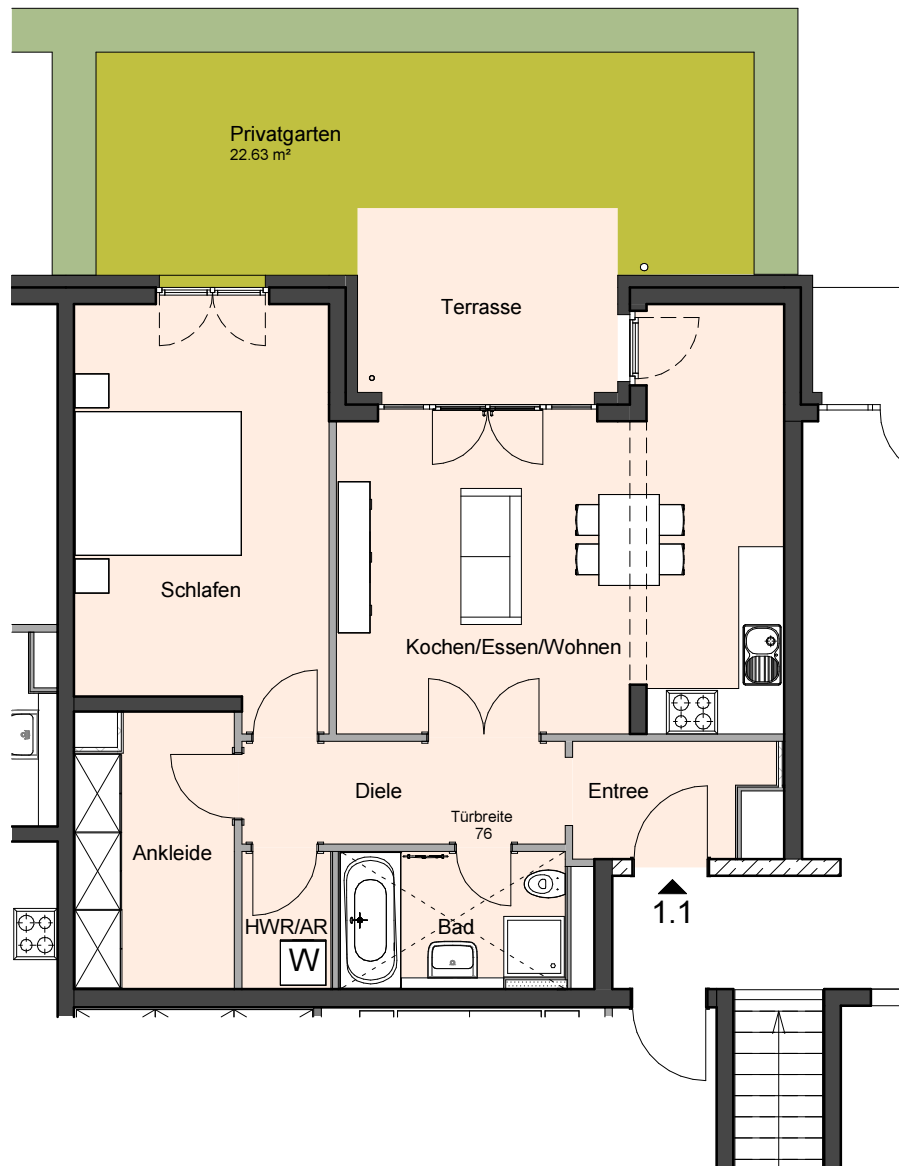 Privatgarten
22.63 m²
Terrasse
Schlafen
Kochen/Essen/Wohnen
Diele
Entree
Türbreite
76
Ankleide
HWR/AR
Bad
W
1.1